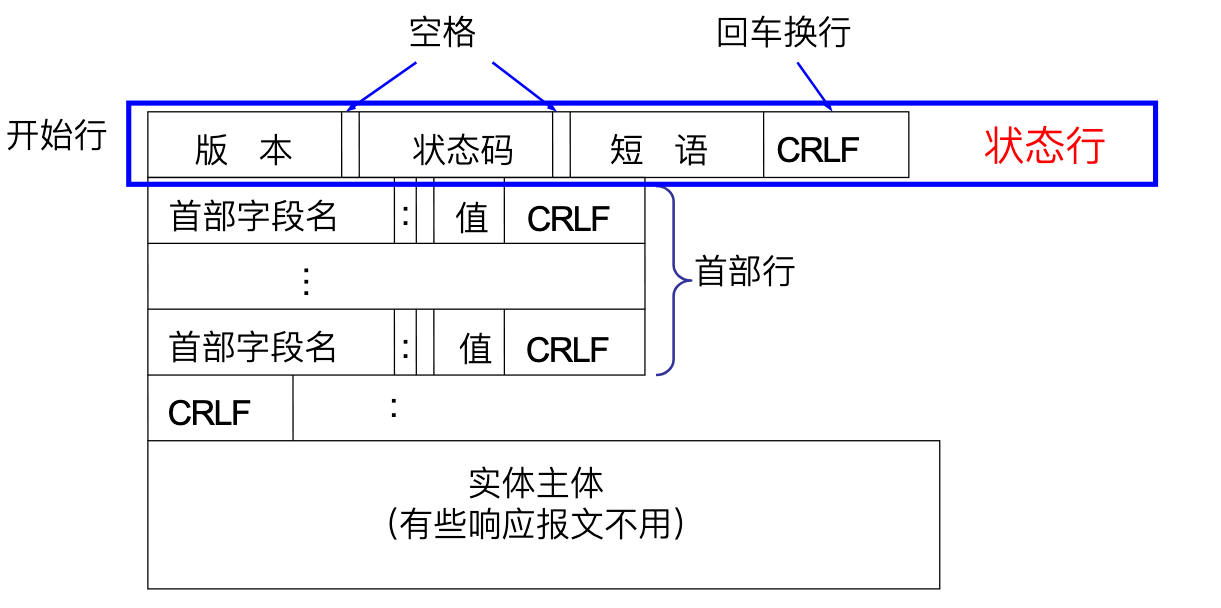 空格 回车换行
开始行 版 本 状态码 短 语 CRLF 状态行
首部字段名 : 值 CRLF
⋮
首部行
首部字段名 : 值 CRLF
CRLF :
实体主体
(有些响应报文不用)